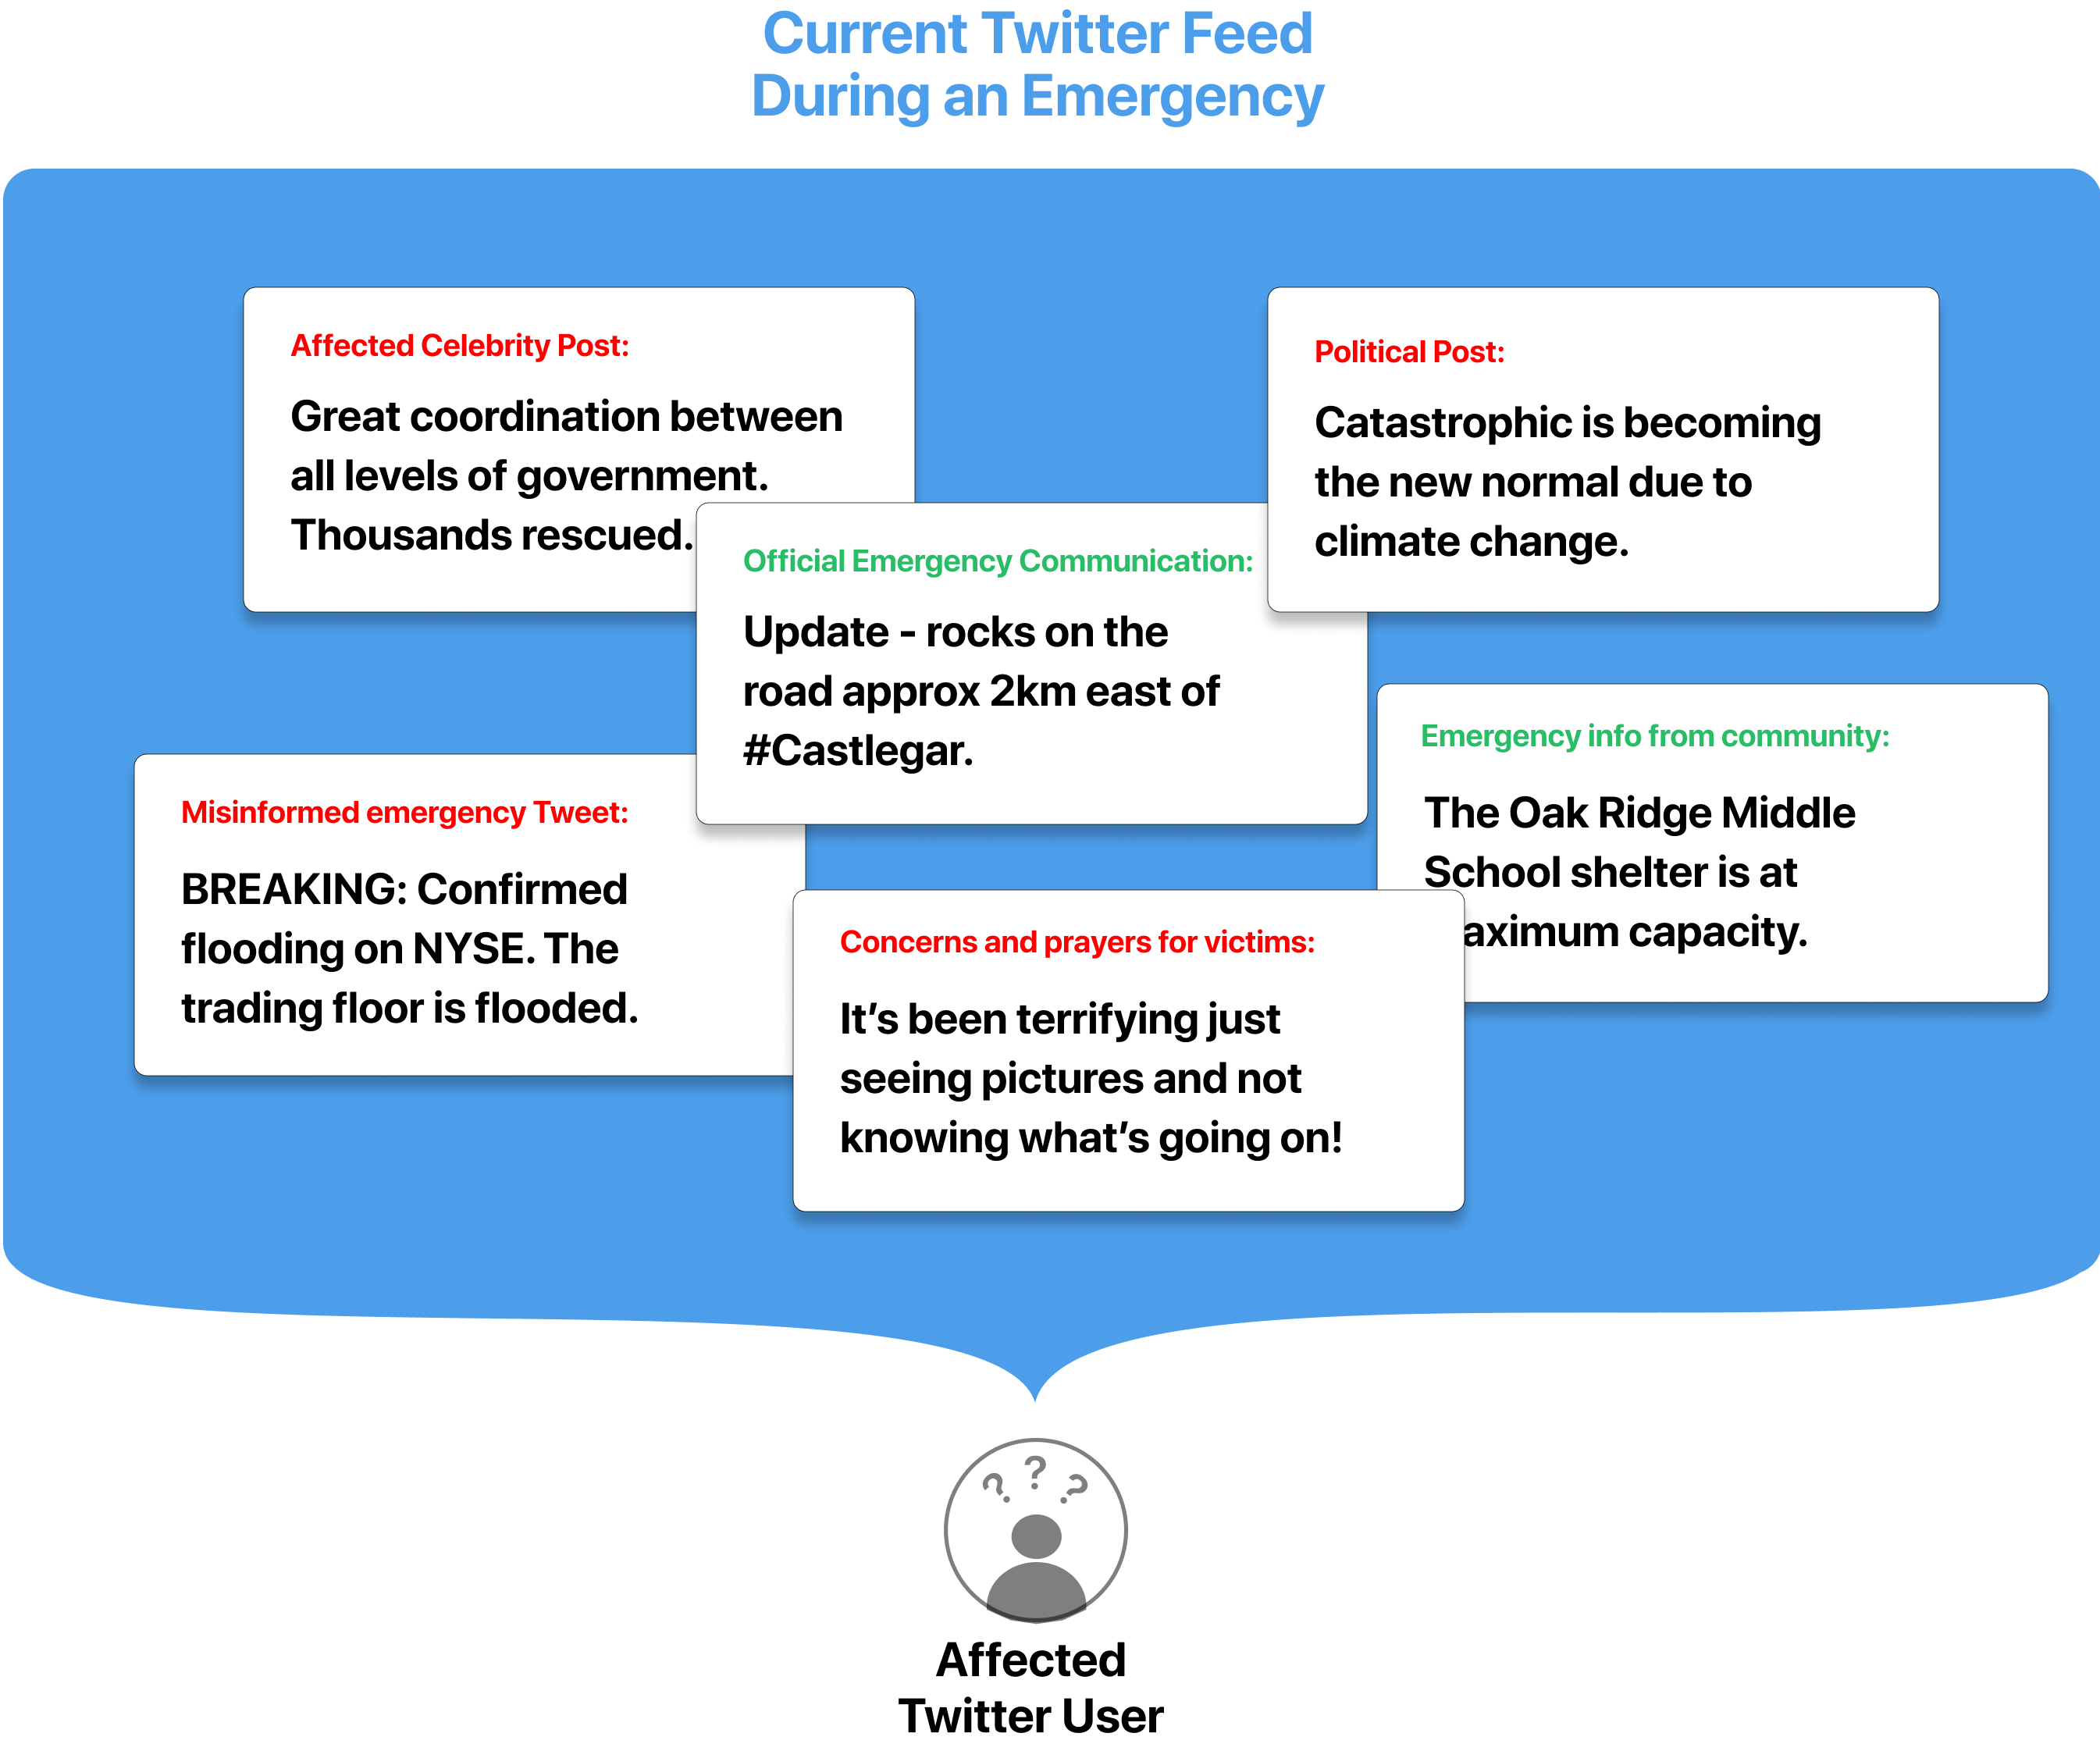 Current Twitter Feed
During an Emergency
Affected Celebrity Post:
Great coordination between
all levels of government.
Thousands rescued.
Political Post:
Catastrophic is becoming
the new normal due to
climate change.
Official Emergency Communication:
Update - rocks on the
road approx 2km east of
#Castlegar.
Emergency info from community:
The Oak Ridge Middle
School shelter is at
aximum capacity.
Misinformed emergency Tweet:
BREAKING: Confirmed
flooding on NYSE. The
trading floor is flooded.
Concerns and prayers for victims:
It’s been terrifying just
seeing pictures and not
knowing what’s going on!
? ? ?
Affected
Twitter User